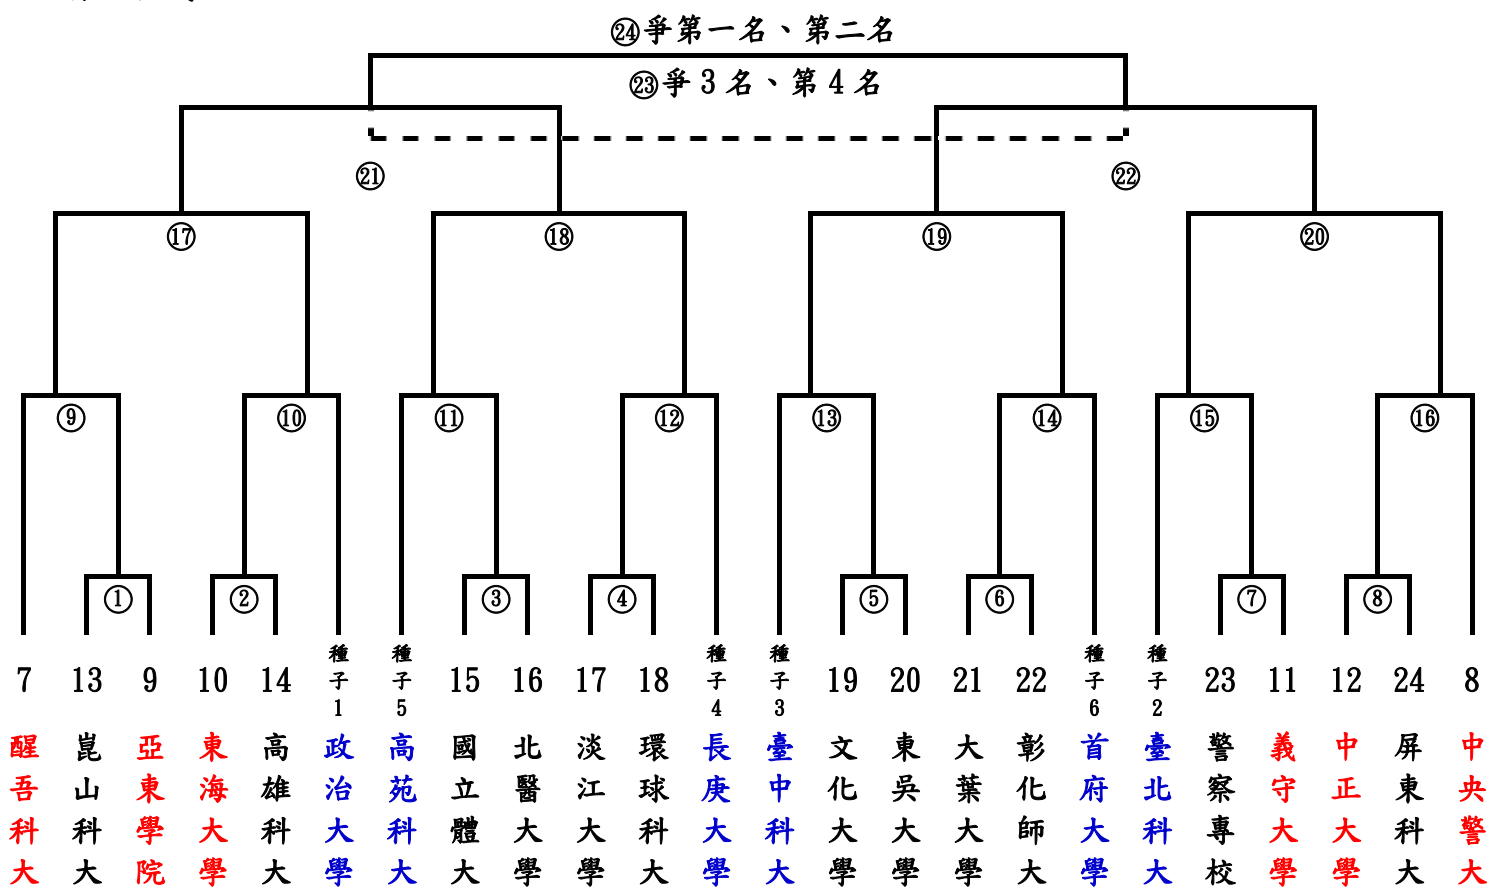 ㉔爭第一名、第二名
㉓爭3名、第4名
㉑
㉒
⑰
⑱
⑲
⑳
⑨
⑩
⑪
⑫
⑬
⑭
⑮
⑯
①
②
③
④
⑤
⑥
⑦
⑧
7
醒吾科大
13
崑山科大
9
亞東學院
10
東海大學
14
高雄科大
種子1
政治大學
種子5
高苑科大
15
國立體大
16
北醫大學
17
淡江大學
18
環球科大
種子4
長庚大學
種子3
臺中科大
19
文化大學
20
東吳大學
21
大葉大學
22
彰化師大
種子6
首府大學
種子2
臺北科大
23
警察專校
11
義守大學
12
中正大學
24
屏東科大
8
中央警大